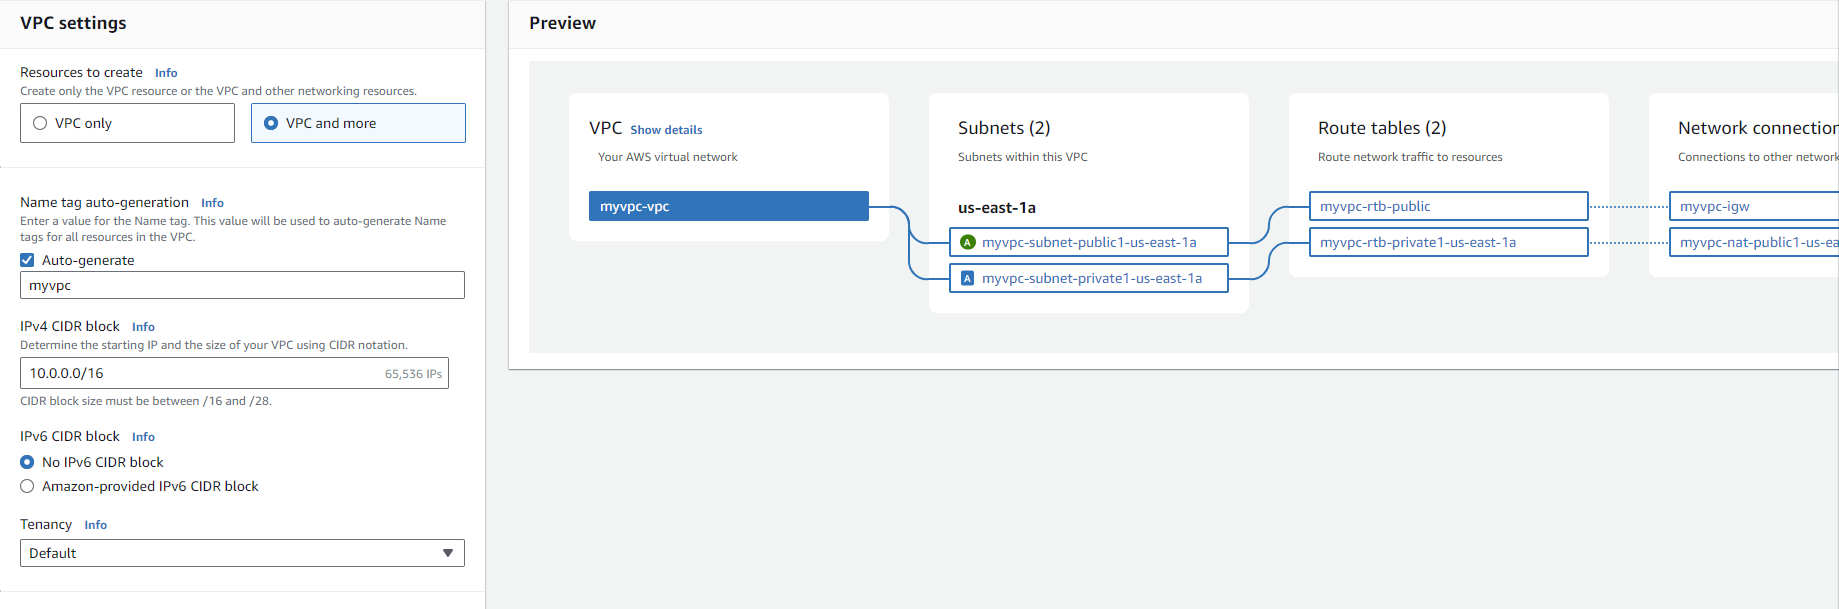 VPC settings
Resources to create Info
Create only the VPC resource or the VPC and other networking resources.
VPC only
VPC and more
Name tag auto-generation Info
Enter a value for the Name tag. This value will be used to auto-generate Name
tags for all resources in the VPC.
Auto-generate
myvpc
IPv4 CIDR block Info
Determine the starting IP and the size of your VPC using CIDR notation.
10.0.0.0/16 65,536 IPs
CIDR block size must be between /16 and /28.
IPv6 CIDR block Info
No IPv6 CIDR block
Amazon-provided IPv6 CIDR block
Tenancy Info
Default
Preview
VPC Show details
Your AWS virtual network
myvpc-vpc
Subnets (2)
Subnets within this VPC
us-east-1a
A myvpc-subnet-public1-us-east-1a
A myvpc-subnet-private1-us-east-1a
Route tables (2)
Route network traffic to resources
myvpc-rtb-public
myvpc-rtb-private1-us-east-1a
Network connection
Connections to other network
myvpc-igw
myvpc-nat-public1-us-ea